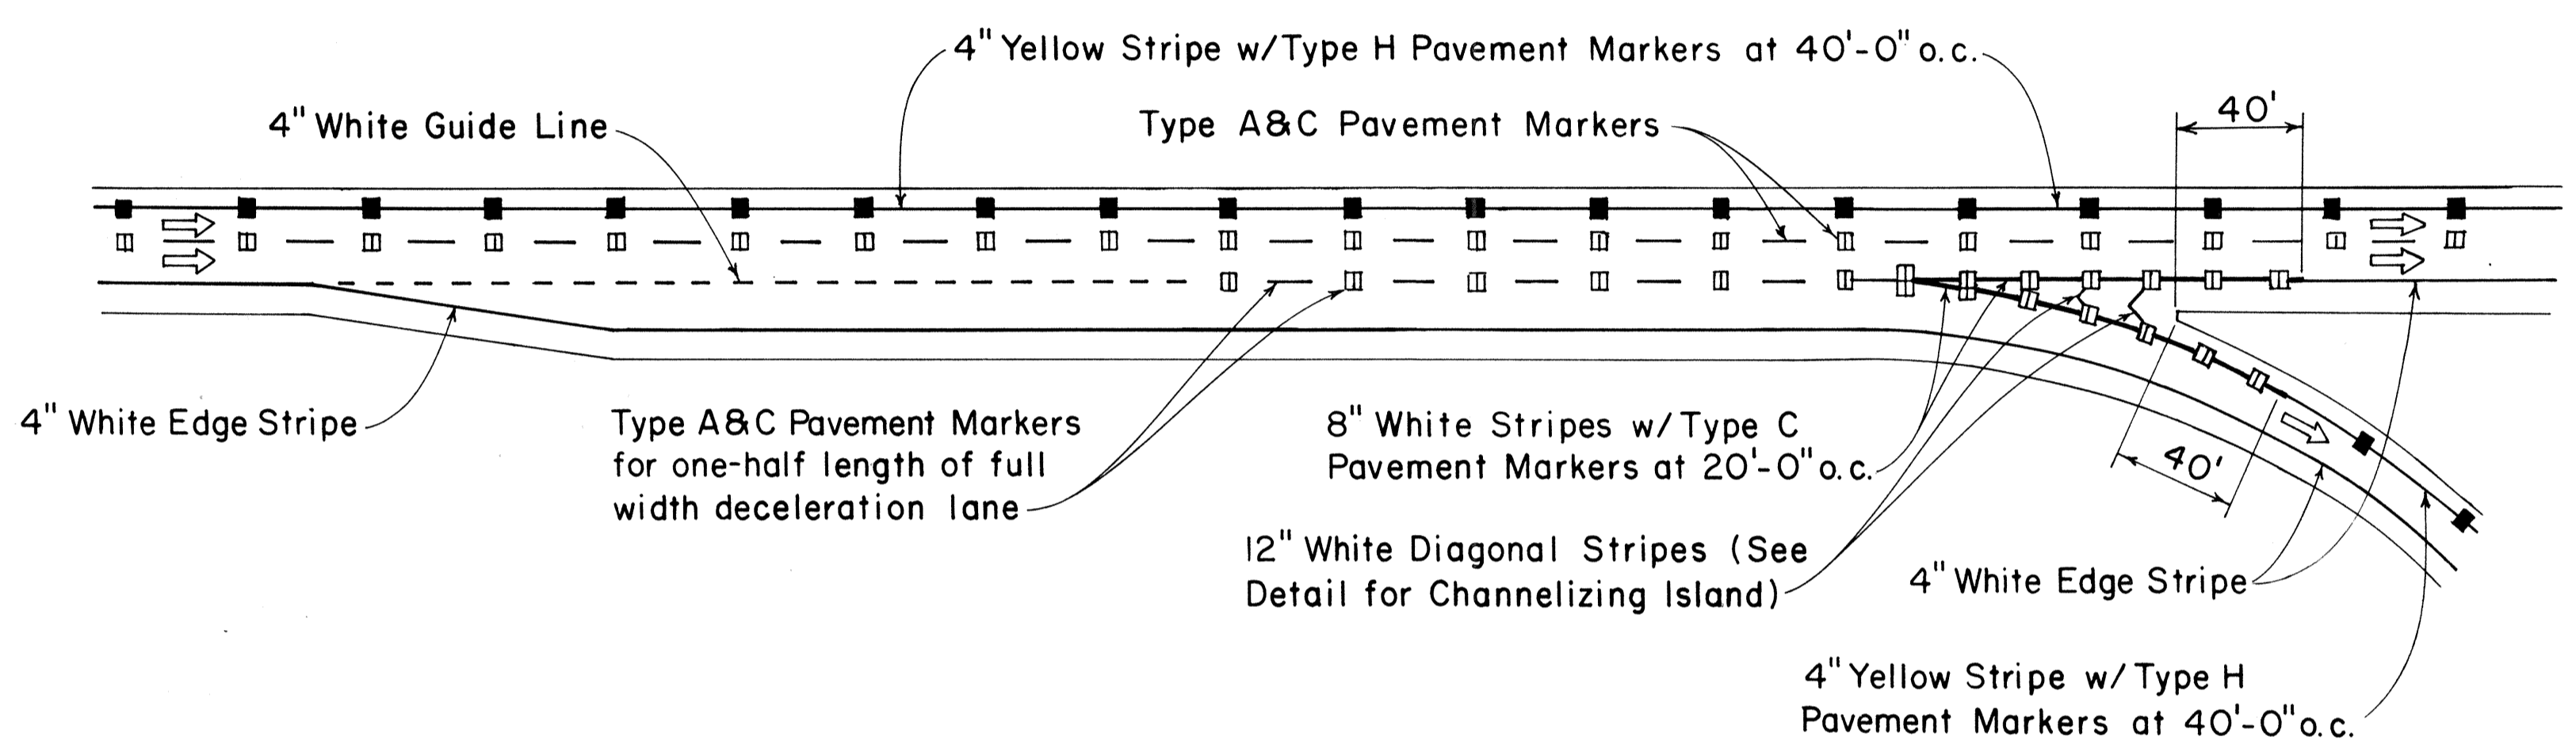 4" Yellow Stripe w/Type H Pavement Markers at 40'-0" o.c.
40'
4" White Guide Line
Type A&C Pavement Markers
4" White Edge Stripe
Type A&C Pavement Markers
for one-half length of full
width deceleration lane
8" White Stripes w/Type C
Pavement Markers at 20'-0" o.c.
40'
12" White Diagonal Stripes (See
Detail for Channelizing Island)
4" White Edge Stripe
4" Yellow Stripe w/Type H
Pavement Markers at 40'-0" o.c.